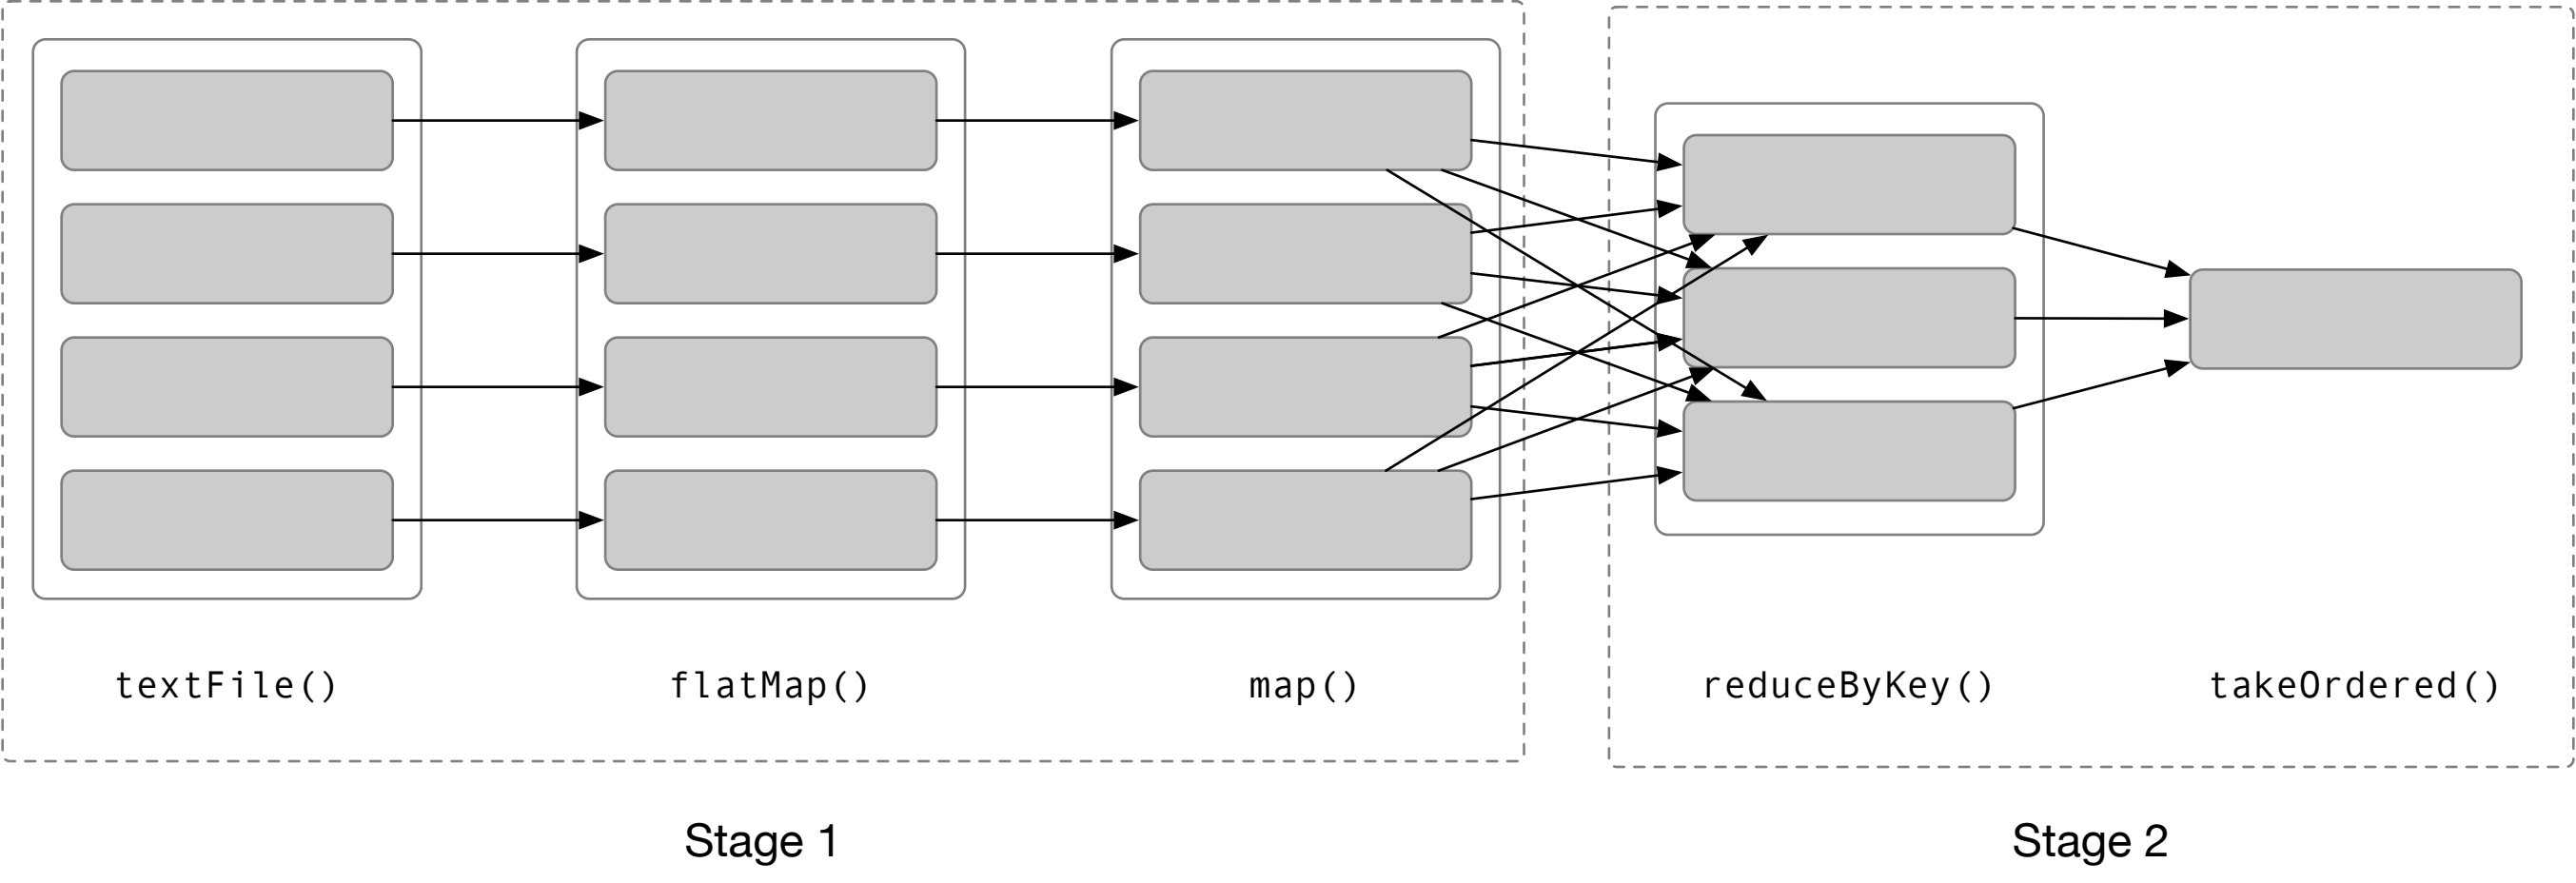 textFile()
flatMap()
map()
reduceByKey()
takeOrdered()
Stage 1
Stage 2